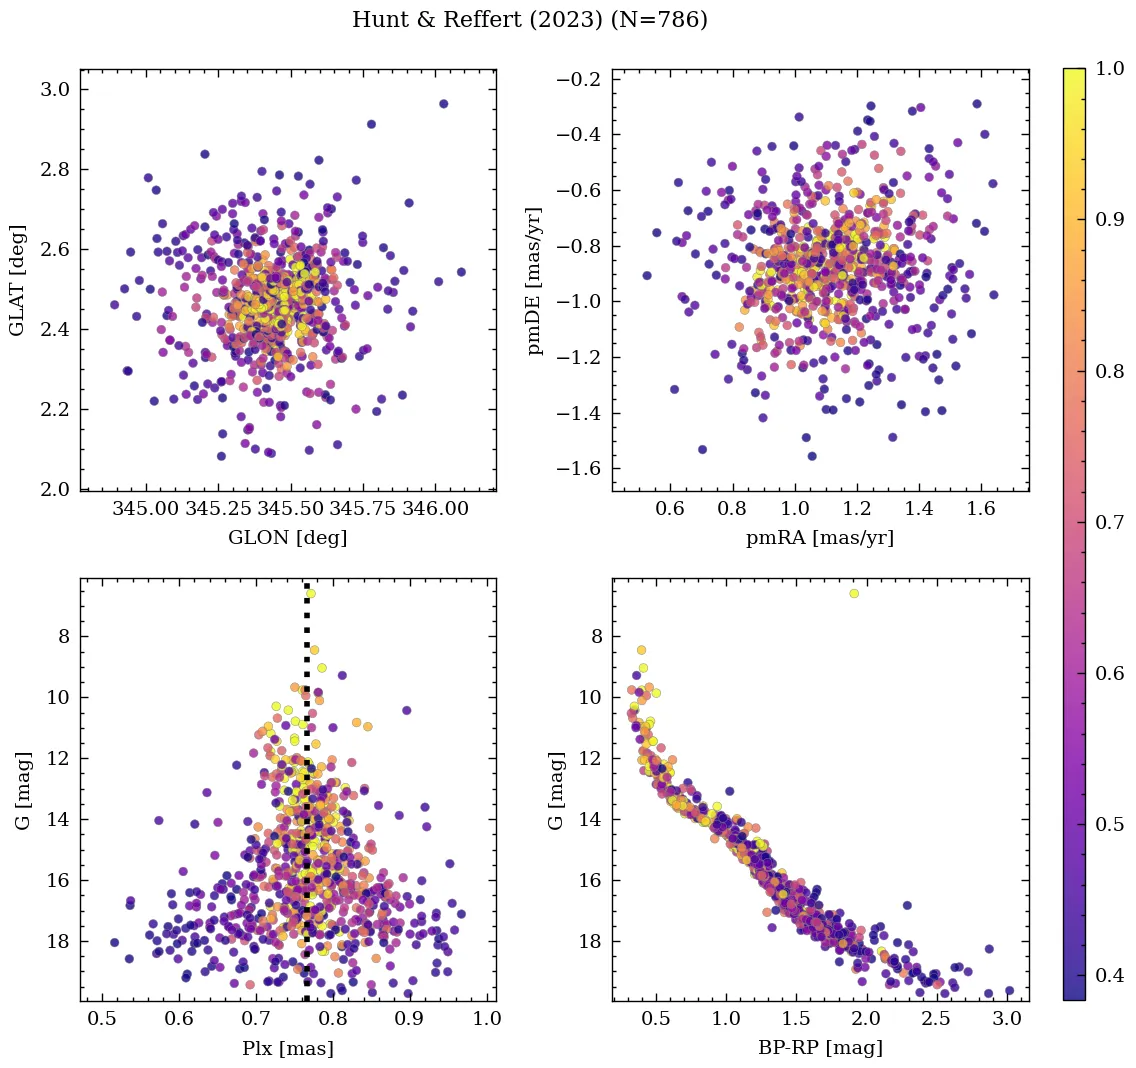 Hunt & Reffert (2023) (N=786)
3.0
2.8
2.6
2.4
2.2
2.0
GLAT [deg]
345.00 345.25 345.50 345.75 346.00
GLON [deg]
−0.2
−0.4
−0.6
−0.8
−1.0
−1.2
−1.4
−1.6
pmDE [mas/yr]
0.6 0.8 1.0 1.2 1.4 1.6
pmRA [mas/yr]
8
10
12
14
16
18
G [mag]
0.5 0.6 0.7 0.8 0.9 1.0
Plx [mas]
8
10
12
14
16
18
G [mag]
0.5 1.0 1.5 2.0 2.5 3.0
BP-RP [mag]
1.0
0.9
0.8
0.7
0.6
0.5
0.4